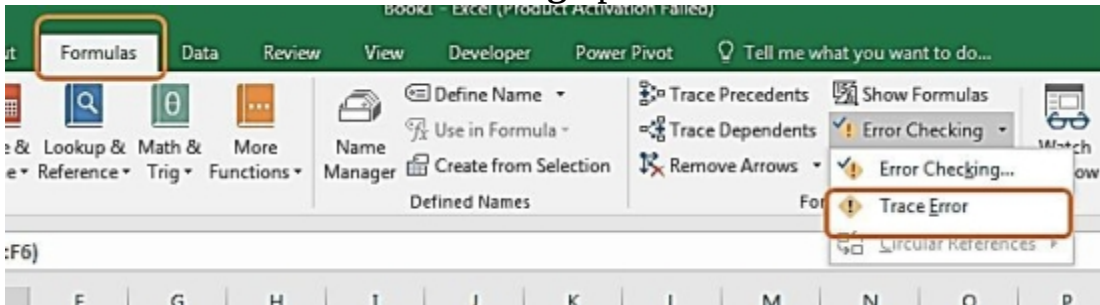 Book1 - Excel (Product Activation Failed)
Formulas Data Review View Developer Power Pivot Tell me what you want to do...
Define Name Trace Precedents Show Formulas
Use in Formula Trace Dependents Error Checking
& Lookup & Math & More Name Watch
Reference Trig Functions Manager Create from Selection Remove Arrows Error Checking...
Defined Names Trace Error
:F6) Circular References
F G H I J K L M N O P